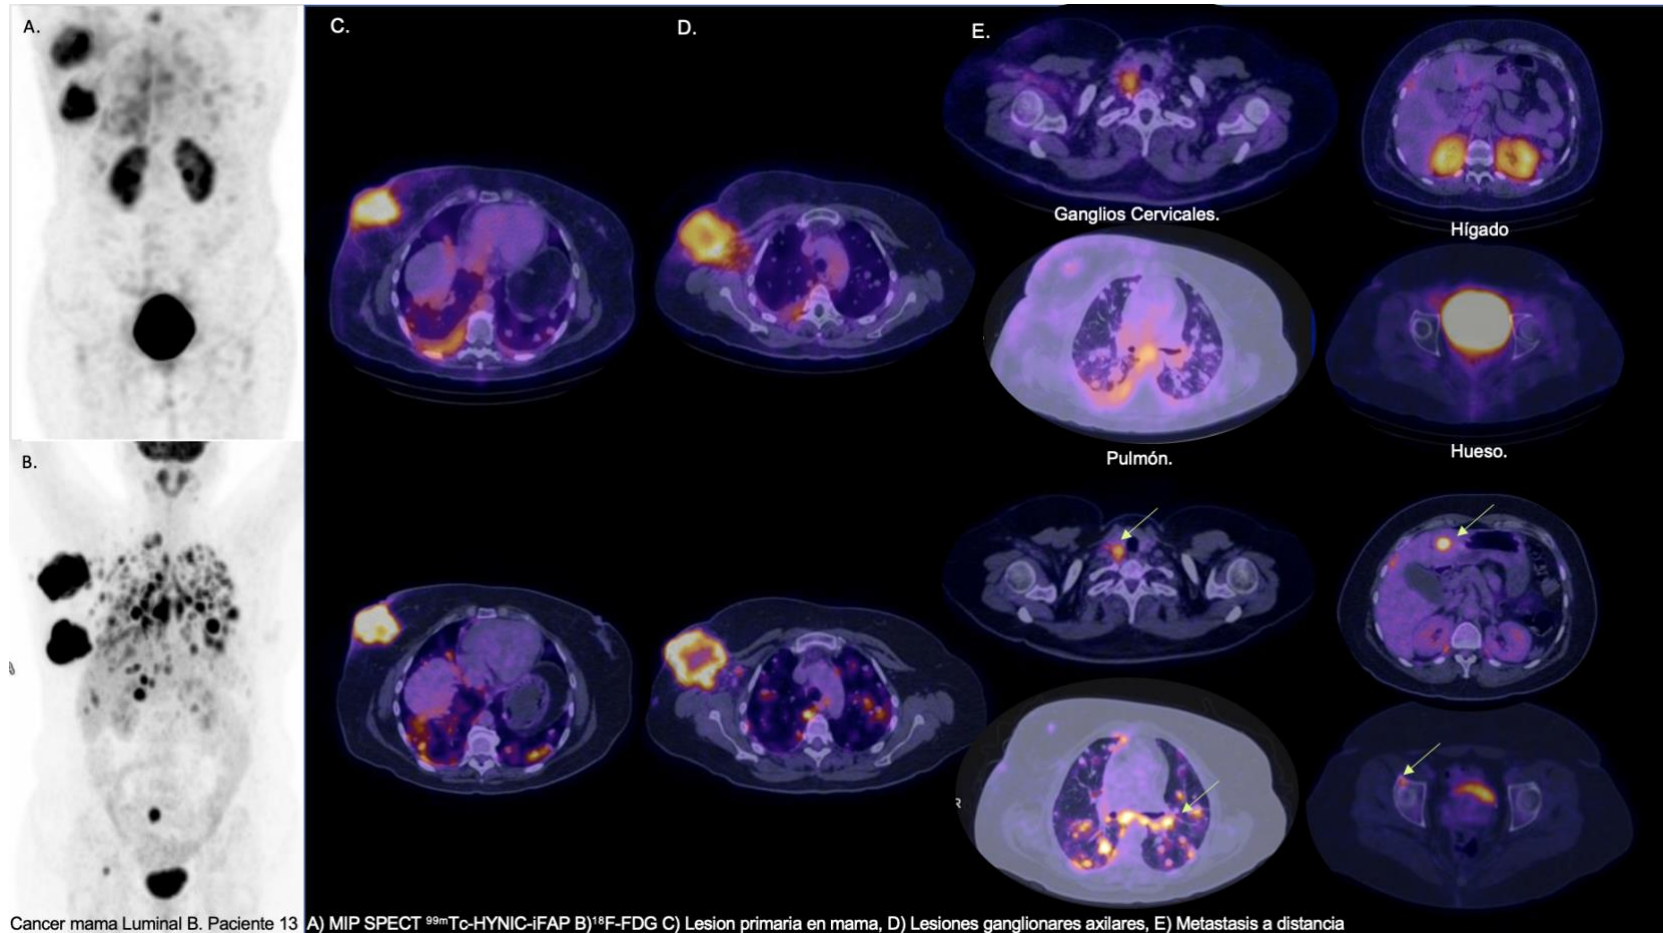 A.
C.
D.
E.
Ganglios Cervicales.
Hígado
Pulmón.
Hueso.
B.
R
Cancer mama Luminal B. Paciente 13
A) MIP SPECT ⁹⁹ᵐTc-HYNIC-iFAP B)¹⁸F-FDG C) Lesion primaria en mama, D) Lesiones ganglionares axilares, E) Metastasis a distancia